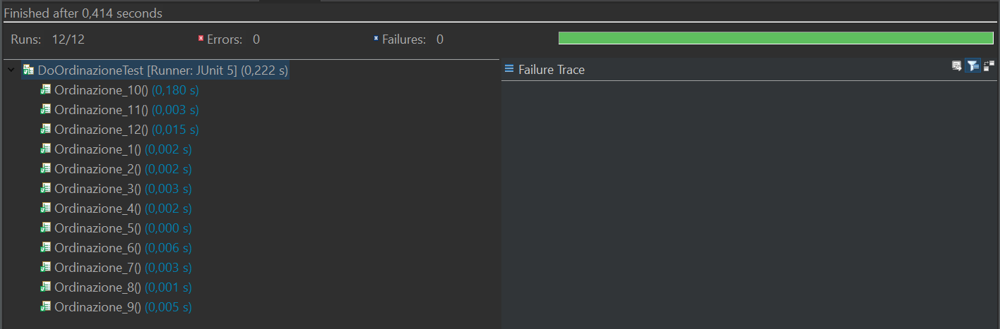 Finished after 0,414 seconds
Runs: 12/12 Errors: 0 Failures: 0
DoOrdinazioneTest [Runner: JUnit 5] (0,222 s)
Failure Trace
Ordinazione_10() (0,180 s)
Ordinazione_11() (0,003 s)
Ordinazione_12() (0,015 s)
Ordinazione_1() (0,002 s)
Ordinazione_2() (0,002 s)
Ordinazione_3() (0,003 s)
Ordinazione_4() (0,002 s)
Ordinazione_5() (0,000 s)
Ordinazione_6() (0,006 s)
Ordinazione_7() (0,003 s)
Ordinazione_8() (0,001 s)
Ordinazione_9() (0,005 s)